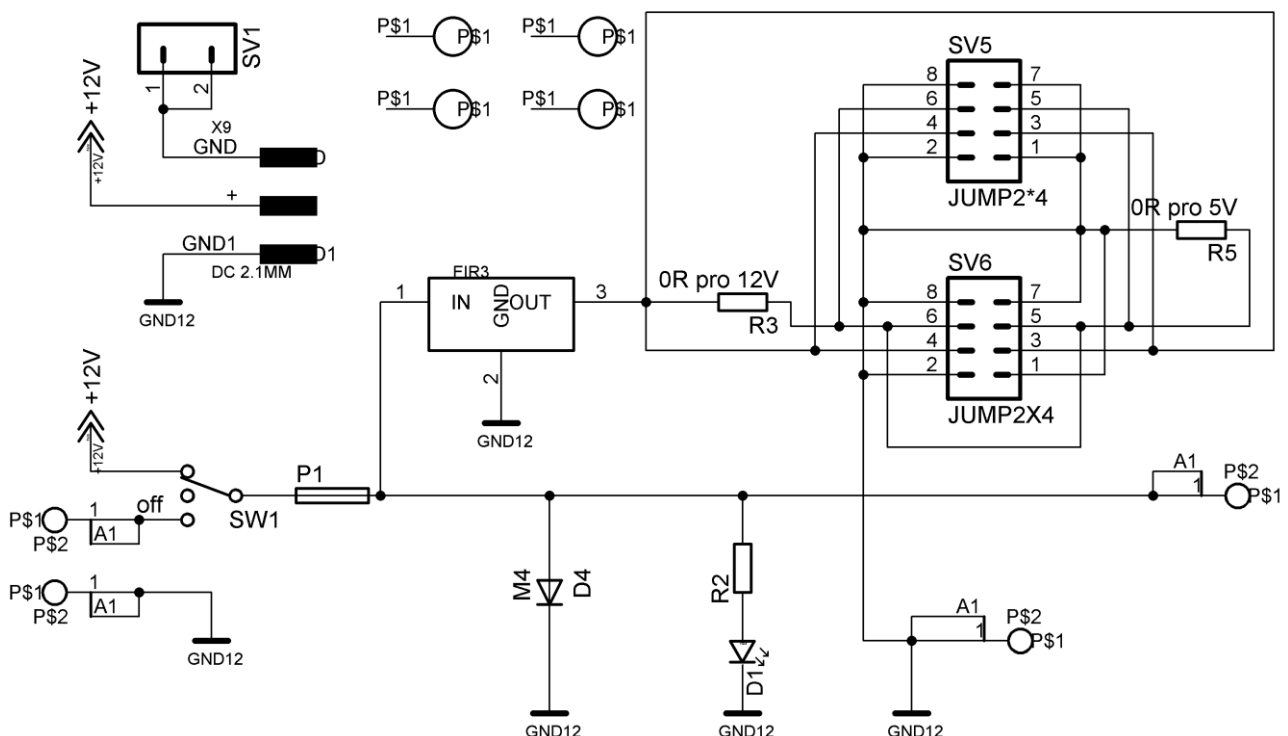 SV1
1 2
+12V
+12V
X9
GND
+
GND1
DC 2.1MM
GND12
P$1 P$1 P$1 P$1
P$1 P$1 P$1 P$1
SV5
8 7
6 5
4 3
2 1
JUMP2*4
0R pro 5V
R5
SV6
8 7
6 5
4 3
2 1
JUMP2X4
0R pro 12V
R3
1 IN GND OUT 3
2
GND12
+12V
+12V
off
SW1
P1
P$1 1
P$2 A1
P$1 1
P$2 A1
GND12
M4 D4
GND12
R2
D1
GND12
A1 P$2
1 P$1
GND12
A1 P$2
1 P$1